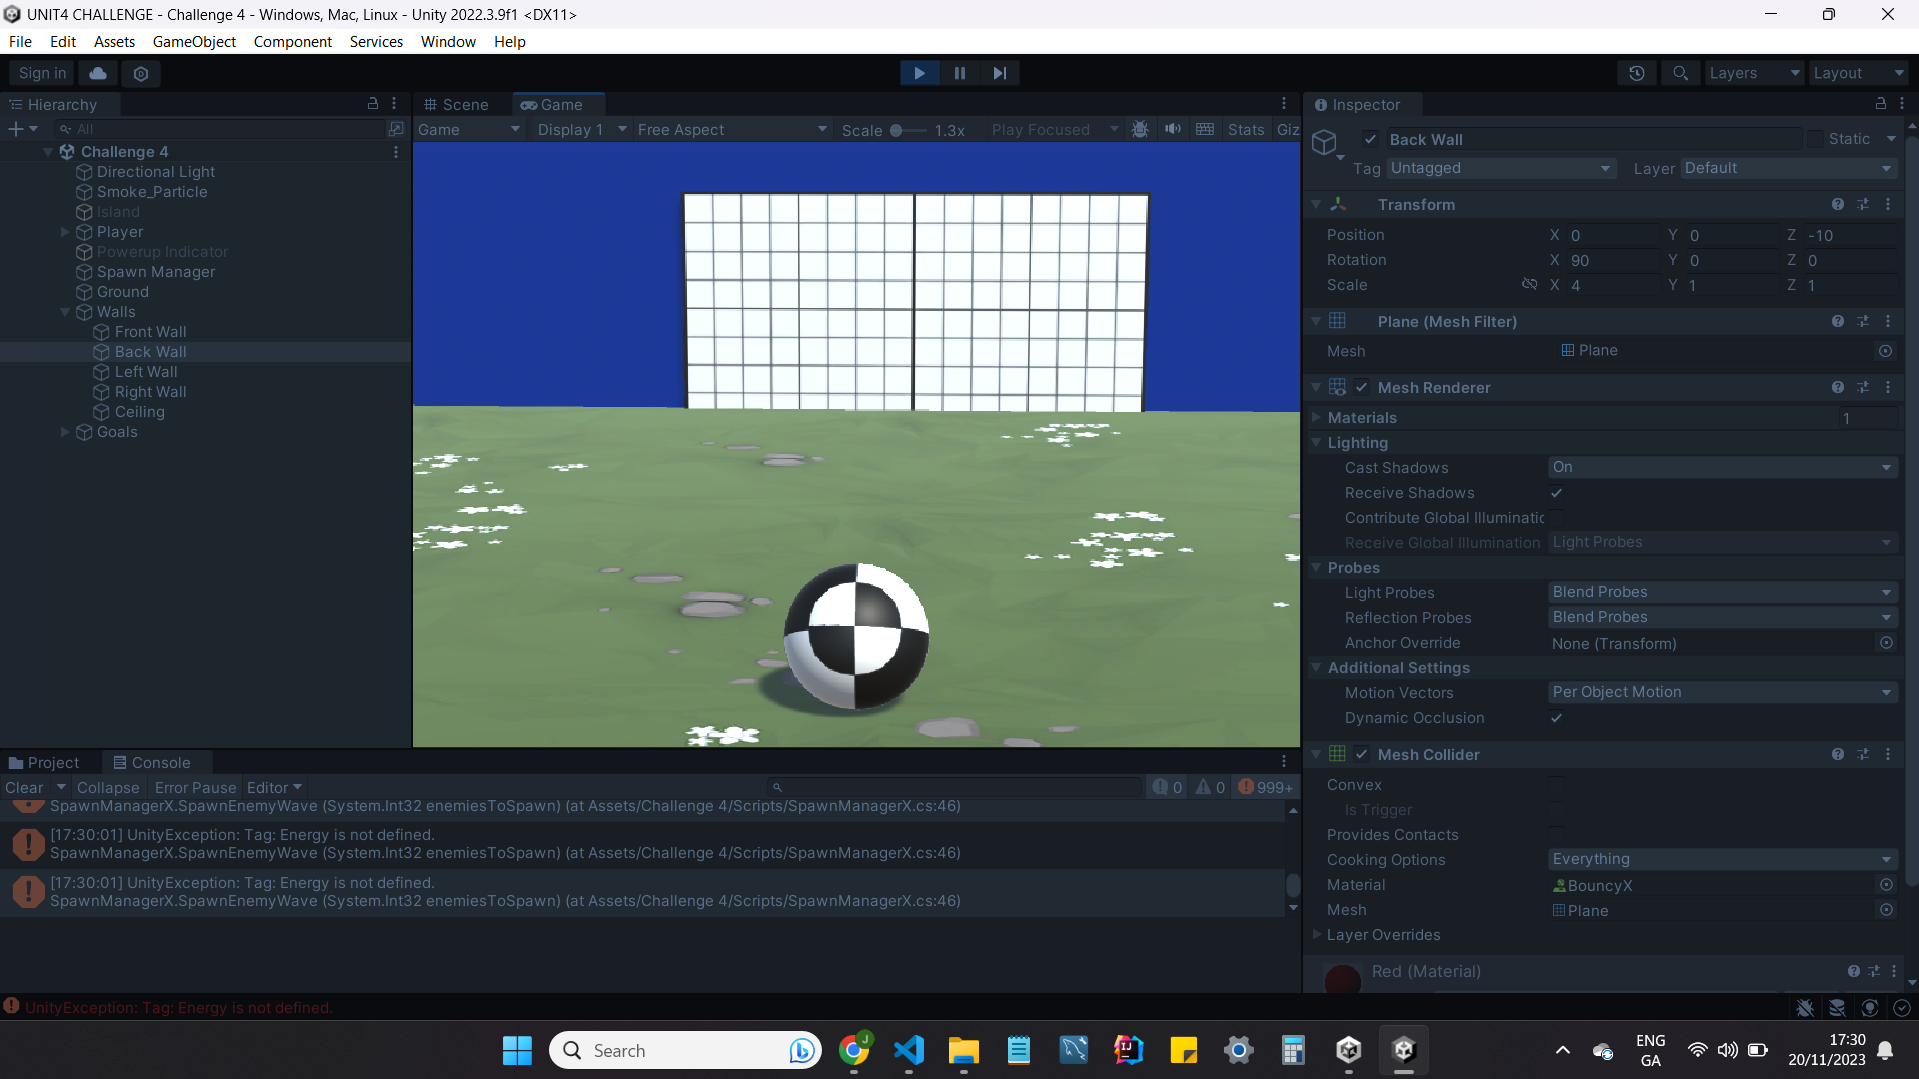 UNIT4 CHALLENGE - Challenge 4 - Windows, Mac, Linux - Unity 2022.3.9f1 <DX11>
File Edit Assets GameObject Component Services Window Help
Sign in
Layers Layout
Hierarchy
All
Challenge 4
Directional Light
Smoke_Particle
Island
Player
Powerup Indicator
Spawn Manager
Ground
Walls
Front Wall
Back Wall
Left Wall
Right Wall
Ceiling
Goals
Scene Game
Game Display 1 Free Aspect Scale 1.3x Play Focused Stats Giz
Inspector
Back Wall Static
Tag Untagged Layer Default
Transform
Position X 0 Y 0 Z -10
Rotation X 90 Y 0 Z 0
Scale X 4 Y 1 Z 1
Plane (Mesh Filter)
Mesh Plane
Mesh Renderer
Materials 1
Lighting
Cast Shadows On
Receive Shadows
Contribute Global Illuminatic
Receive Global Illumination Light Probes
Probes
Light Probes Blend Probes
Reflection Probes Blend Probes
Anchor Override None (Transform)
Additional Settings
Motion Vectors Per Object Motion
Dynamic Occlusion
Mesh Collider
Convex
Is Trigger
Provides Contacts
Cooking Options Everything
Material BouncyX
Mesh Plane
Layer Overrides
Red (Material)
Project Console
Clear Collapse Error Pause Editor 0 0 999+
SpawnManagerX.SpawnEnemyWave (System.Int32 enemiesToSpawn) (at Assets/Challenge 4/Scripts/SpawnManagerX.cs:46)
[17:30:01] UnityException: Tag: Energy is not defined.
SpawnManagerX.SpawnEnemyWave (System.Int32 enemiesToSpawn) (at Assets/Challenge 4/Scripts/SpawnManagerX.cs:46)
[17:30:01] UnityException: Tag: Energy is not defined.
SpawnManagerX.SpawnEnemyWave (System.Int32 enemiesToSpawn) (at Assets/Challenge 4/Scripts/SpawnManagerX.cs:46)
UnityException: Tag: Energy is not defined.
Search
J
IJ
ENG
GA
17:30
20/11/2023